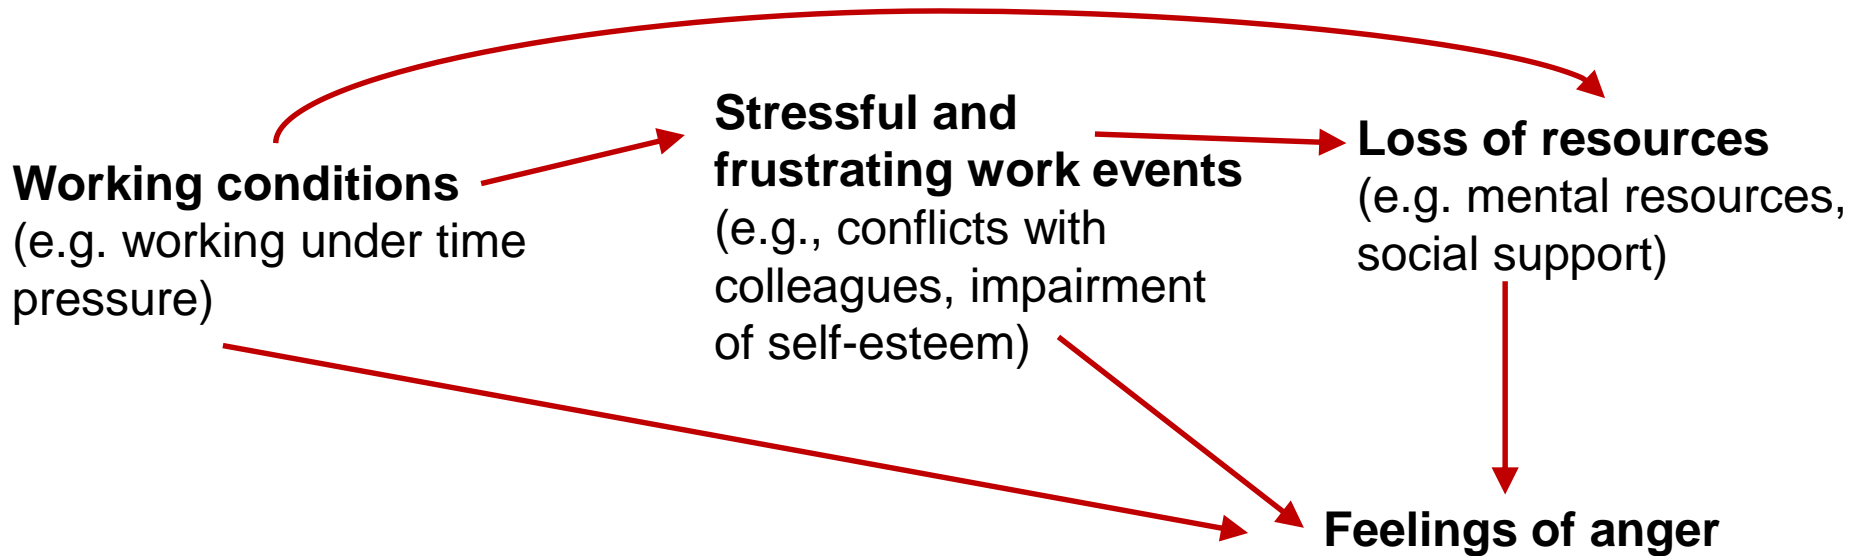 Working conditions
(e.g. working under time
pressure)
Stressful and
frustrating work events
(e.g., conflicts with
colleagues, impairment
of self-esteem)
Loss of resources
(e.g. mental resources,
social support)
Feelings of anger